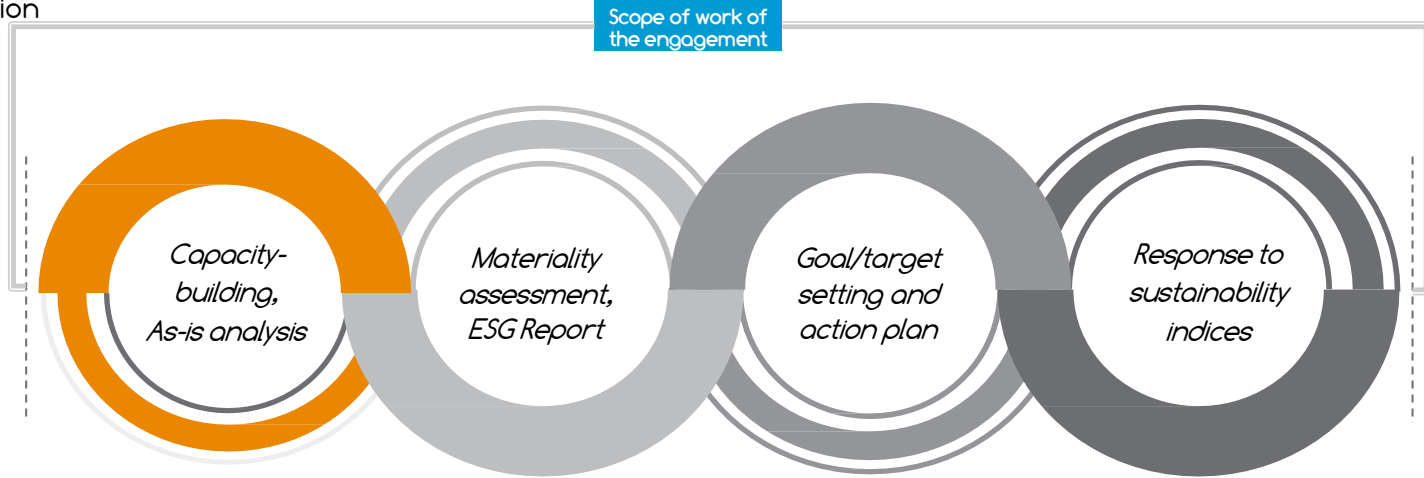 ion
Scope of work of
the engagement
Capacity-
building,
As-is analysis
Materiality
assessment,
ESG Report
Goal/target
setting and
action plan
Response to
sustainability
indices